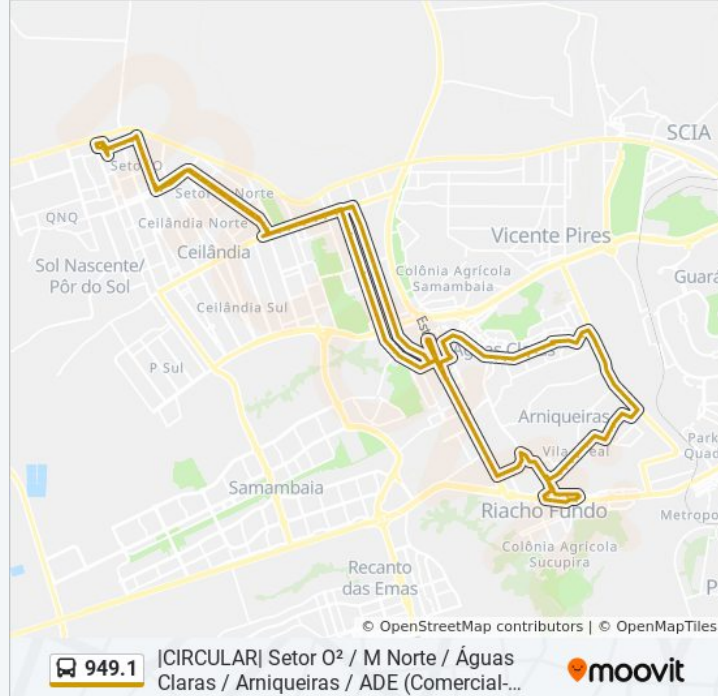 SCIA
Setor O
Setor Norte
QNQ
Ceilândia Norte
Vicente Pires
Ceilândia
Sol Nascente/
Pôr do Sol
Colônia Agrícola
Samambaia
Guará
Ceilândia Sul
Est
Águas Claras
P Sul
Arniqueiras
Park
Quad
Samambaia
Riacho Fundo
Metropo
Colônia Agrícola
Sucupira
Recanto
das Emas
P
© OpenStreetMap contributors | © OpenMapTiles
949.1
|CIRCULAR| Setor O² / M Norte / Águas
Claras / Arniqueiras / ADE (Comercial-...
moovit